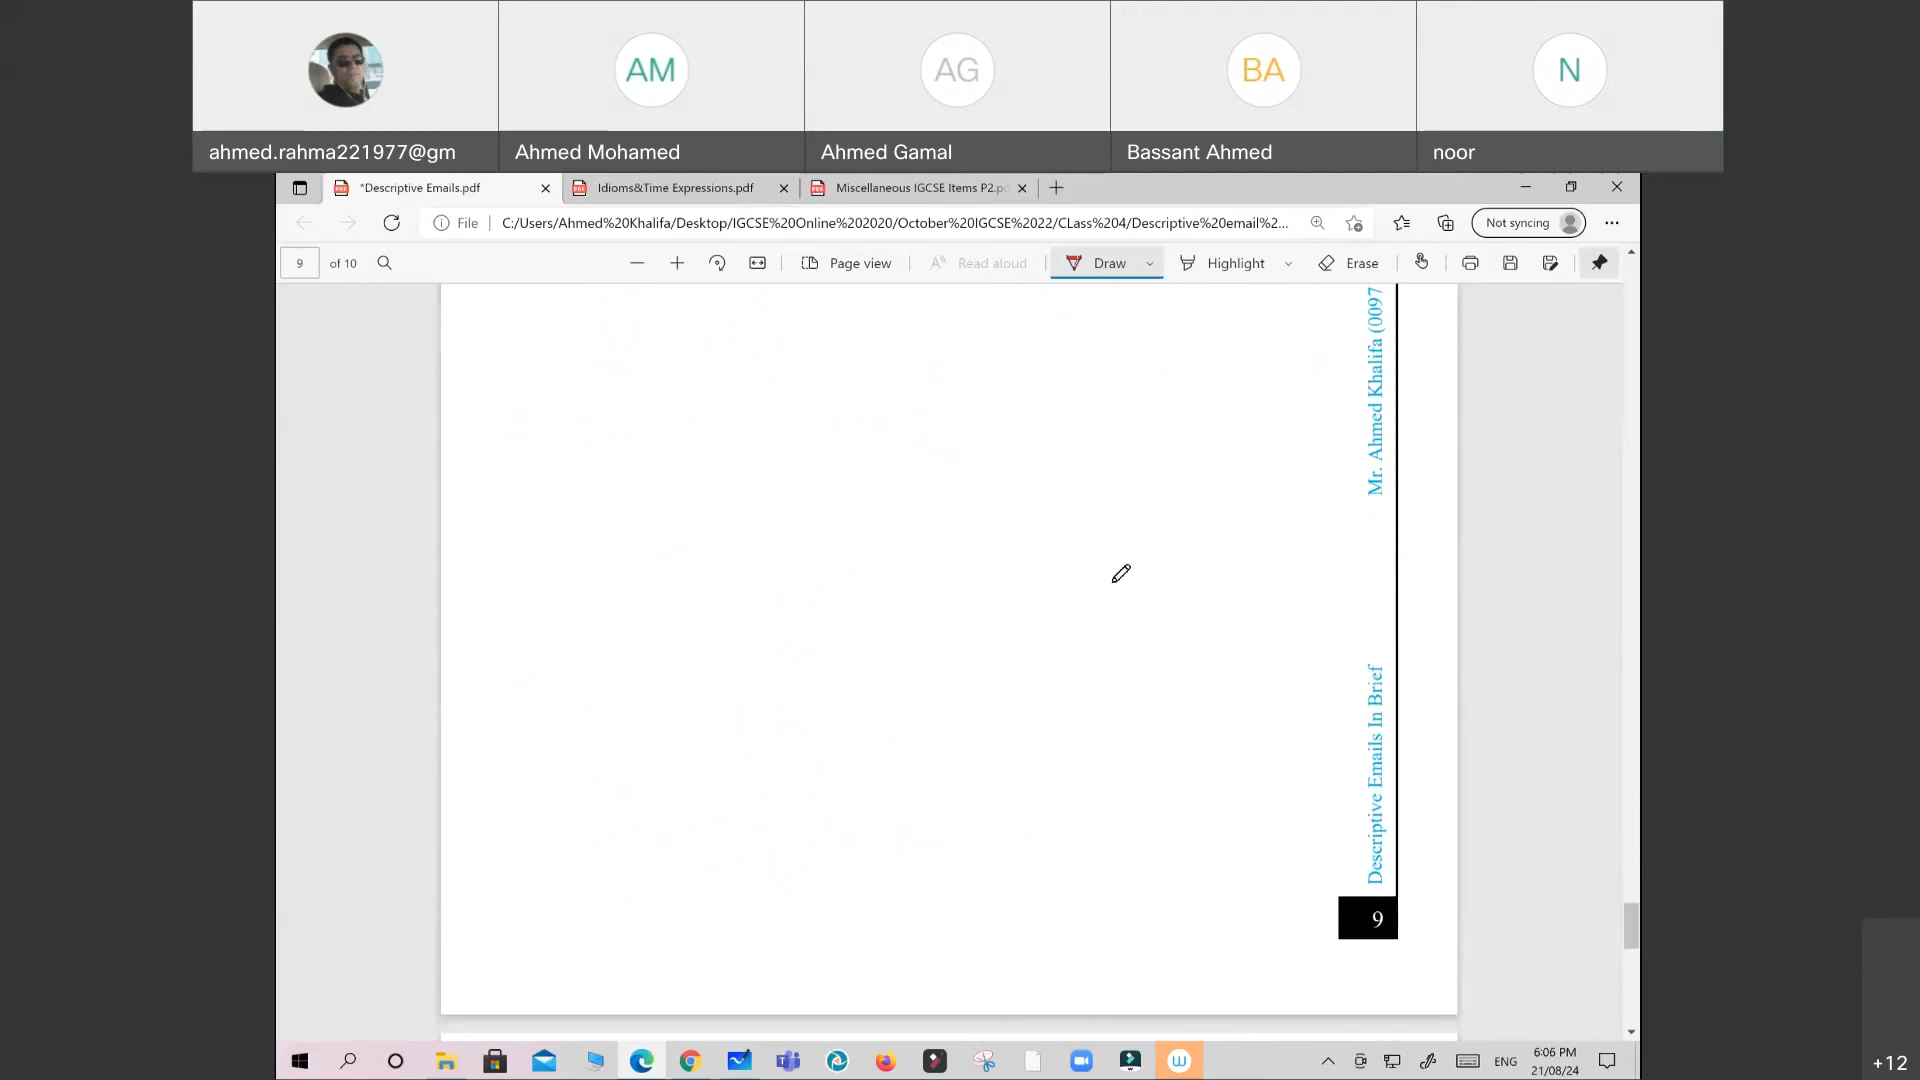 AM
AG
BA
N
ahmed.rahma221977@gm
Ahmed Mohamed
Ahmed Gamal
Bassant Ahmed
noor
*Descriptive Emails.pdf
Idioms&Time Expressions.pdf
Miscellaneous IGCSE Items P2.pd
File
C:/Users/Ahmed%20Khalifa/Desktop/IGCSE%20Online%202020/October%20IGCSE%2022/CLass%204/Descriptive%20email%2...
Not syncing
9
of 10
Page view
Read aloud
Draw
Highlight
Erase
Mr. Ahmed Khalifa (0097
Descriptive Emails In Brief
9
ENG
6:06 PM
21/08/24
+12